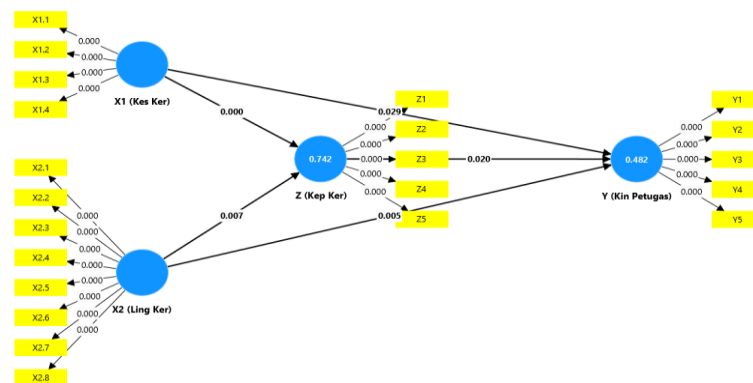 X1.1
X1.2
X1.3
X1.4
0.000
0.000
0.000
0.000
X1 (Kes Ker)
0.000
0.029
Z1
Z2
Z3
Z4
Z5
0.000
0.000
0.000
0.000
0.000
0.742
Z (Kep Ker)
0.020
0.482
Y (Kin Petugas)
Y1
Y2
Y3
Y4
Y5
0.000
0.000
0.000
0.000
0.000
X2.1
X2.2
X2.3
X2.4
X2.5
X2.6
X2.7
X2.8
0.000
0.000
0.000
0.000
0.000
0.000
0.000
0.000
X2 (Ling Ker)
0.007
0.005